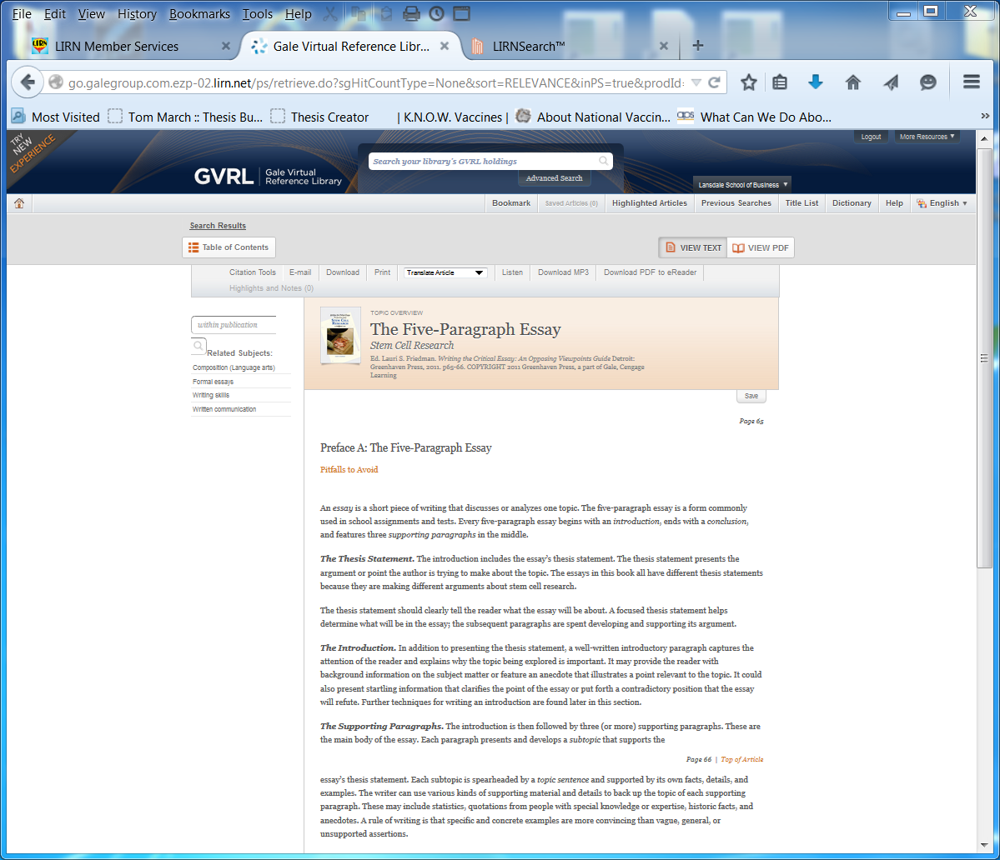 File Edit View History Bookmarks Tools Help
LIRN Member Services
Gale Virtual Reference Libr...
LIRNSearch™
go.galegroup.com.ezp-02.lirn.net/ps/retrieve.do?sgHitCountType=None&sort=RELEVANCE&inPS=true&prodId=
Most Visited Tom March :: Thesis Bu... Thesis Creator | K.N.O.W. Vaccines | About National Vaccin... What Can We Do Abo...
TRY NEW EXPERIENCE
Logout More Resources
Search your library's GVRL holdings
GVRL Gale Virtual Reference Library
Advanced Search
Lansdale School of Business
Bookmark Saved Articles (0) Highlighted Articles Previous Searches Title List Dictionary Help English
Search Results
Table of Contents
VIEW TEXT VIEW PDF
Citation Tools E-mail Download Print Translate Article Listen Download MP3 Download PDF to eReader
Highlights and Notes (0)
within publication
Related Subjects:
Composition (Language arts)
Formal essays
Writing skills
Written communication
STEM CELL RESEARCH
TOPIC OVERVIEW
The Five-Paragraph Essay
Stem Cell Research
Ed. Lauri S. Friedman. Writing the Critical Essay: An Opposing Viewpoints Guide Detroit:
Greenhaven Press, 2011. p65-66. COPYRIGHT 2011 Greenhaven Press, a part of Gale, Cengage
Learning
Save
Page 65
Preface A: The Five-Paragraph Essay
Pitfalls to Avoid
An essay is a short piece of writing that discusses or analyzes one topic. The five-paragraph essay is a form commonly
used in school assignments and tests. Every five-paragraph essay begins with an introduction, ends with a conclusion,
and features three supporting paragraphs in the middle.
The Thesis Statement. The introduction includes the essay's thesis statement. The thesis statement presents the
argument or point the author is trying to make about the topic. The essays in this book all have different thesis statements
because they are making different arguments about stem cell research.
The thesis statement should clearly tell the reader what the essay will be about. A focused thesis statement helps
determine what will be in the essay; the subsequent paragraphs are spent developing and supporting its argument.
The Introduction. In addition to presenting the thesis statement, a well-written introductory paragraph captures the
attention of the reader and explains why the topic being explored is important. It may provide the reader with
background information on the subject matter or feature an anecdote that illustrates a point relevant to the topic. It could
also present startling information that clarifies the point of the essay or put forth a contradictory position that the essay
will refute. Further techniques for writing an introduction are found later in this section.
The Supporting Paragraphs. The introduction is then followed by three (or more) supporting paragraphs. These are
the main body of the essay. Each paragraph presents and develops a subtopic that supports the
Page 66 | Top of Article
essay's thesis statement. Each subtopic is spearheaded by a topic sentence and supported by its own facts, details, and
examples. The writer can use various kinds of supporting material and details to back up the topic of each supporting
paragraph. These may include statistics, quotations from people with special knowledge or expertise, historic facts, and
anecdotes. A rule of writing is that specific and concrete examples are more convincing than vague, general, or
unsupported assertions.